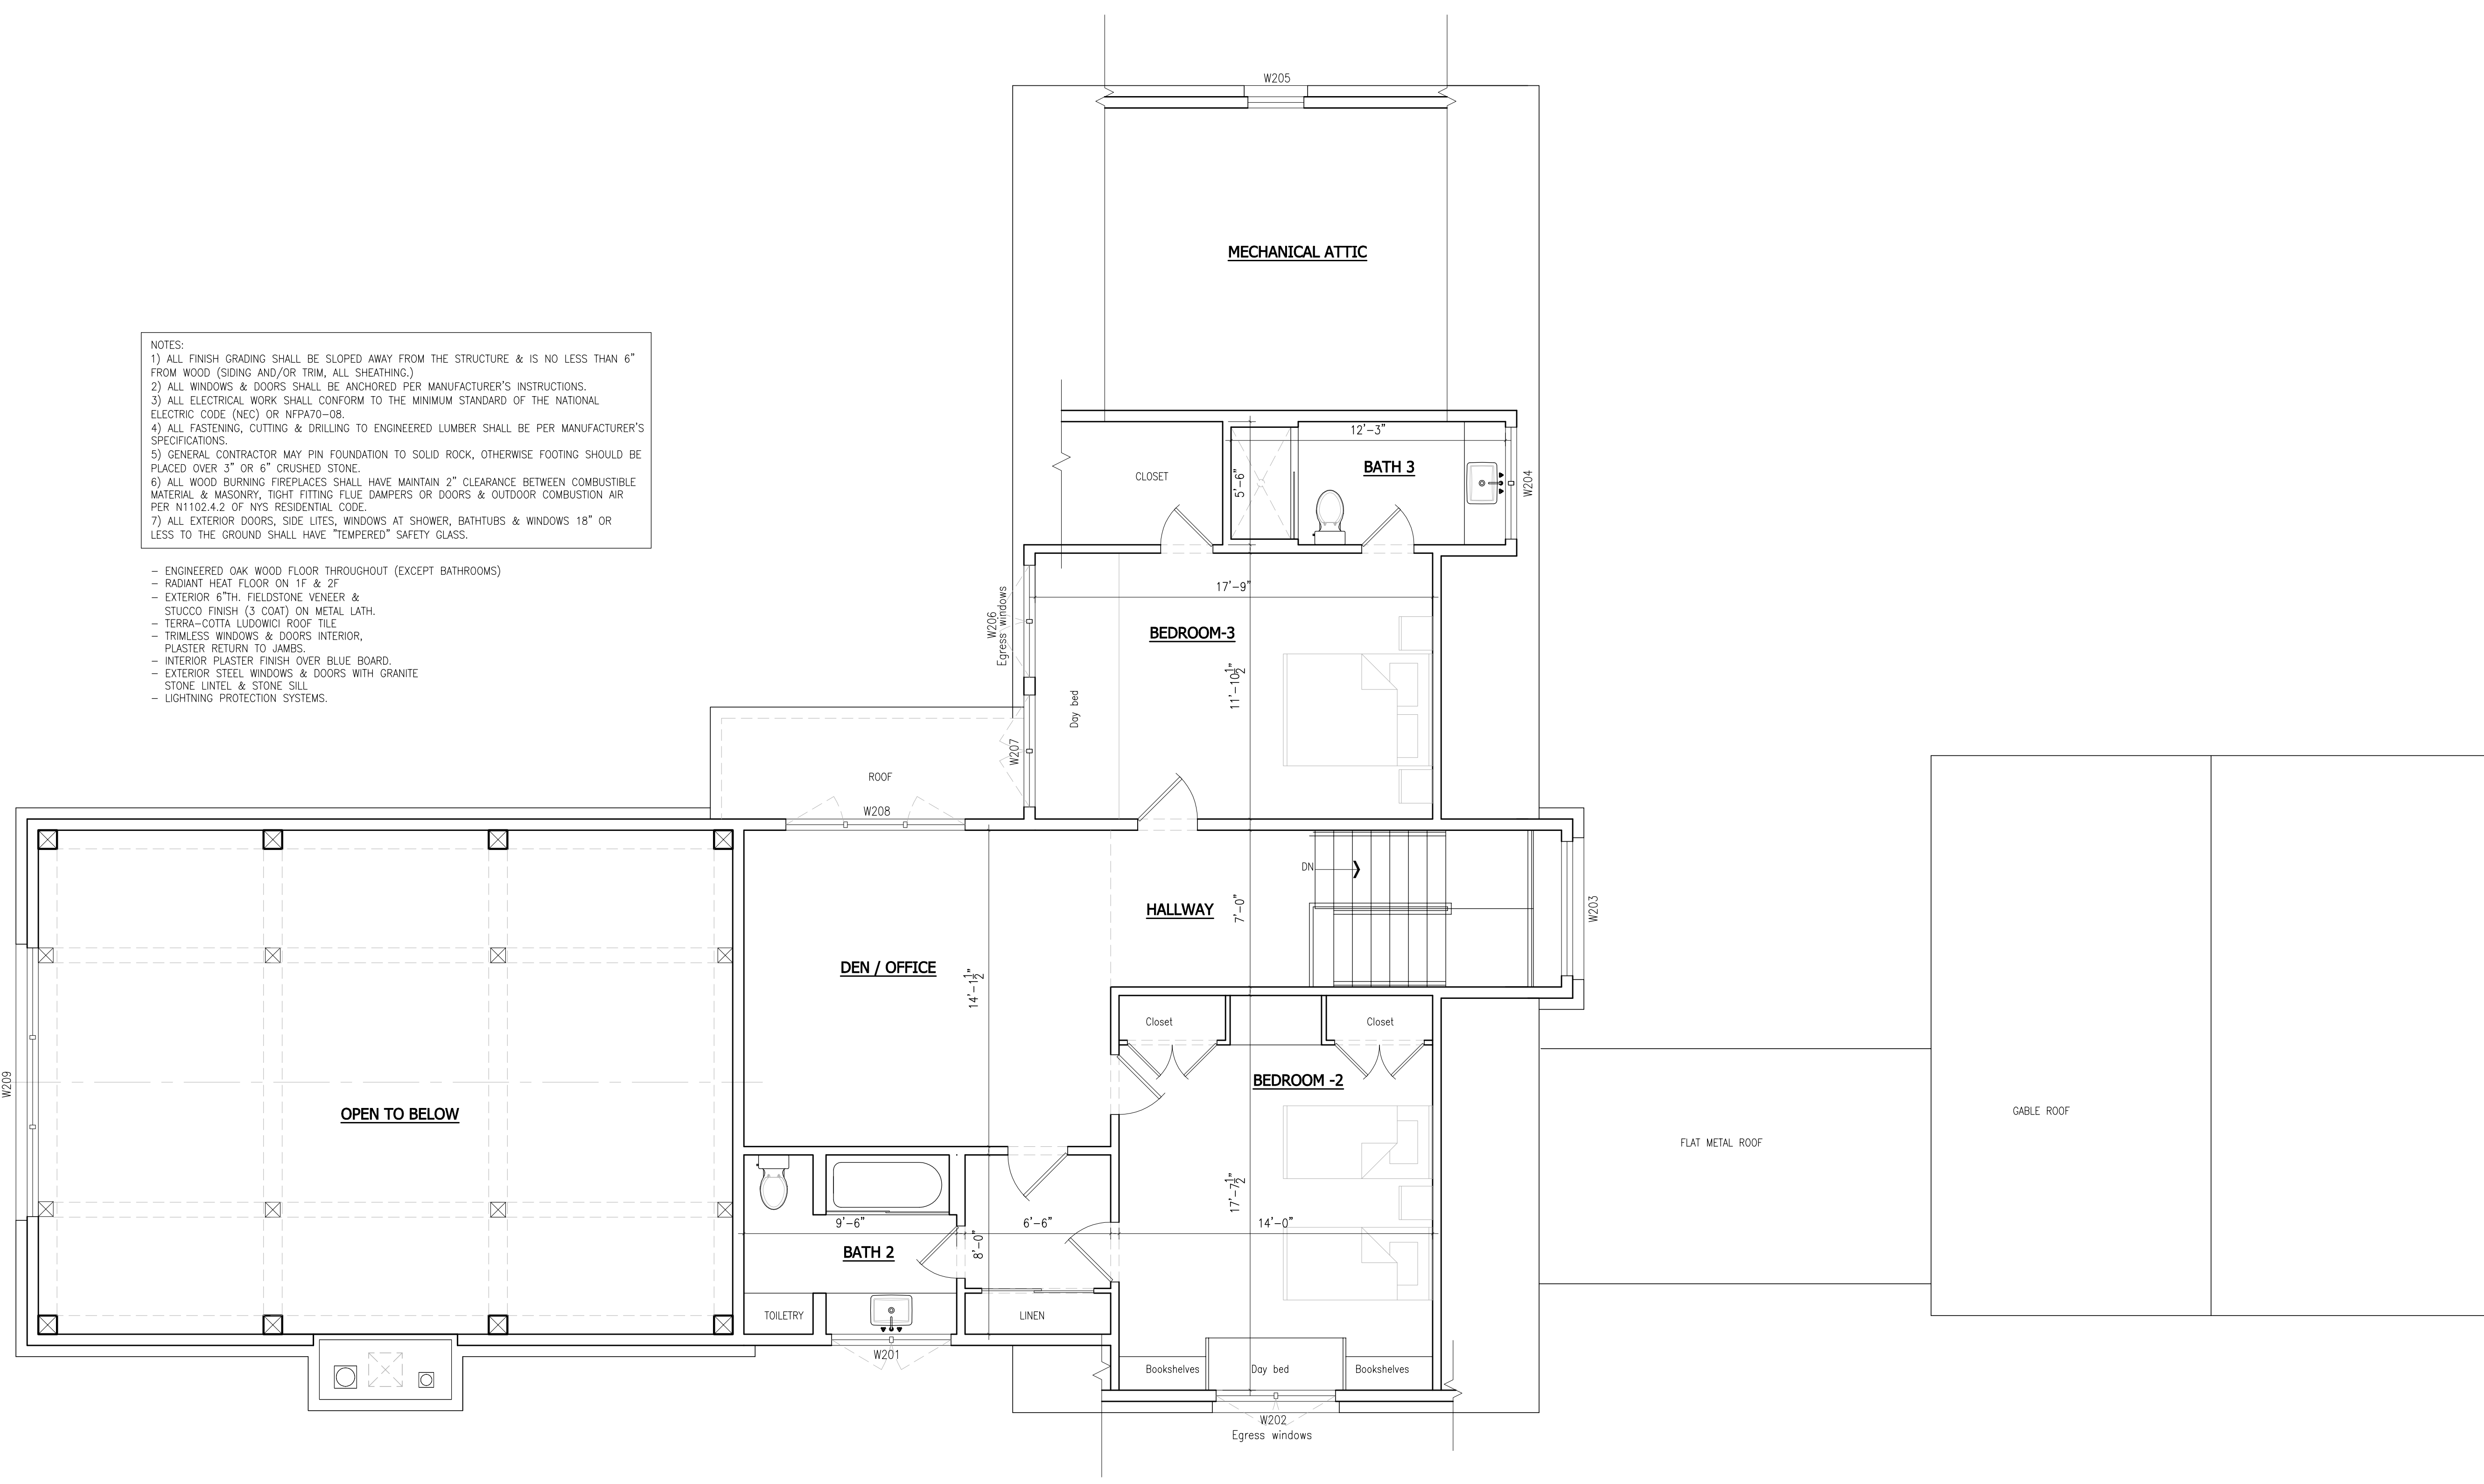 W205
MECHANICAL ATTIC
NOTES:
1) ALL FINISH GRADING SHALL BE SLOPED AWAY FROM THE STRUCTURE & IS NO LESS THAN 6"
FROM WOOD (SIDING AND/OR TRIM, ALL SHEATHING.)
2) ALL WINDOWS & DOORS SHALL BE ANCHORED PER MANUFACTURER'S INSTRUCTIONS.
3) ALL ELECTRICAL WORK SHALL CONFORM TO THE MINIMUM STANDARD OF THE NATIONAL
ELECTRIC CODE (NEC) OR NFPA70-08.
4) ALL FASTENING, CUTTING & DRILLING TO ENGINEERED LUMBER SHALL BE PER MANUFACTURER'S
SPECIFICATIONS.
5) GENERAL CONTRACTOR MAY PIN FOUNDATION TO SOLID ROCK, OTHERWISE FOOTING SHOULD BE
PLACED OVER 3" OR 6" CRUSHED STONE.
6) ALL WOOD BURNING FIREPLACES SHALL HAVE MAINTAIN 2" CLEARANCE BETWEEN COMBUSTIBLE
MATERIAL & MASONRY, TIGHT FITTING FLUE DAMPERS OR DOORS & OUTDOOR COMBUSTION AIR
PER N1102.4.2 OF NYS RESIDENTIAL CODE.
7) ALL EXTERIOR DOORS, SIDE LITES, WINDOWS AT SHOWER, BATHTUBS & WINDOWS 18" OR
LESS TO THE GROUND SHALL HAVE "TEMPERED" SAFETY GLASS.
- ENGINEERED OAK WOOD FLOOR THROUGHOUT (EXCEPT BATHROOMS)
- RADIANT HEAT FLOOR ON 1F & 2F
- EXTERIOR 6"TH. FIELDSTONE VENEER &
STUCCO FINISH (3 COAT) ON METAL LATH.
- TERRA-COTTA LUDOWICI ROOF TILE
- TRIMLESS WINDOWS & DOORS INTERIOR,
PLASTER RETURN TO JAMBS.
- INTERIOR PLASTER FINISH OVER BLUE BOARD.
- EXTERIOR STEEL WINDOWS & DOORS WITH GRANITE
STONE LINTEL & STONE SILL
- LIGHTNING PROTECTION SYSTEMS.
12'-3"
BATH 3
CLOSET
5'-6"
W204
17'-9"
W206
Egress windows
BEDROOM-3
11'-10 1/2"
Day bed
W207
ROOF
W208
DN
HALLWAY
7'-0"
W203
DEN / OFFICE
14'-1 1/2"
Closet
Closet
BEDROOM -2
W209
OPEN TO BELOW
GABLE ROOF
FLAT METAL ROOF
17'-7 1/2"
9'-6"
6'-6"
14'-0"
BATH 2
8'-0"
TOILETRY
LINEN
W201
Bookshelves
Day bed
Bookshelves
W202
Egress windows